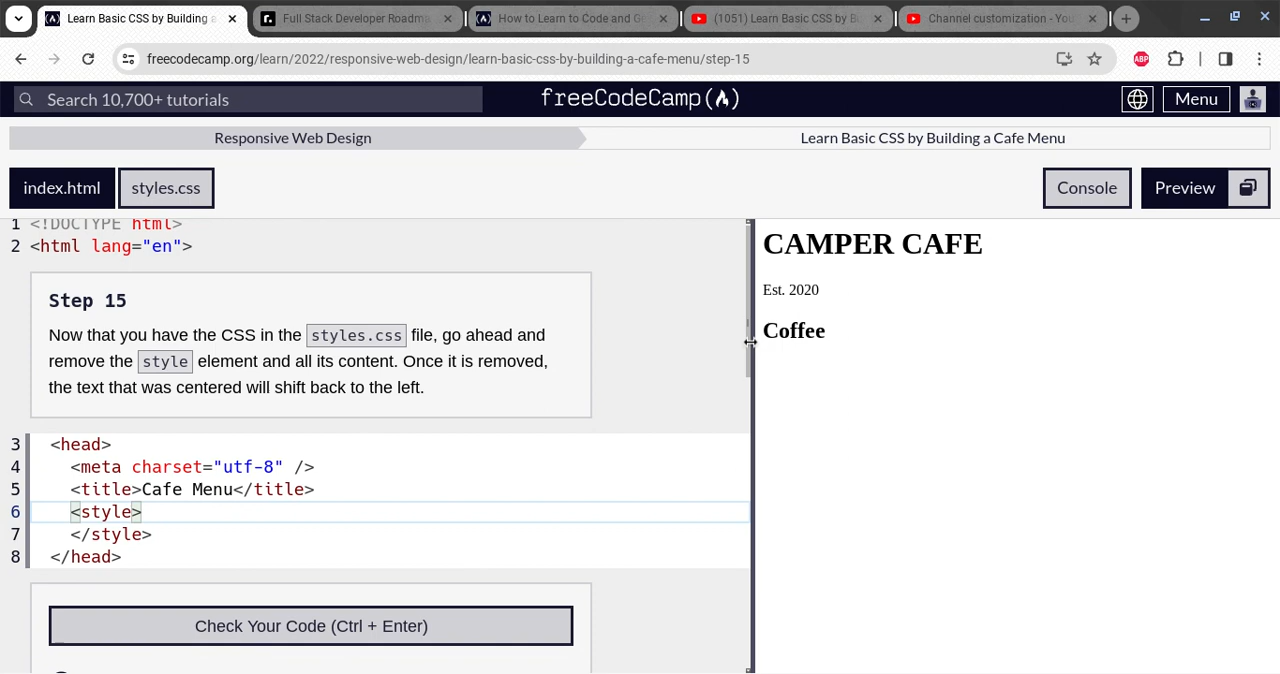 Learn Basic CSS by Building a
Full Stack Developer Roadma
How to Learn to Code and Ge
(1051) Learn Basic CSS by Bu
Channel customization - You
freecodecamp.org/learn/2022/responsive-web-design/learn-basic-css-by-building-a-cafe-menu/step-15
ABP
Search 10,700+ tutorials
freeCodeCamp
Menu
Responsive Web Design
Learn Basic CSS by Building a Cafe Menu
index.html
styles.css
Console
Preview
1 <!DOCTYPE html>
2 <html lang="en">
Step 15
Now that you have the CSS in the styles.css file, go ahead and
remove the style element and all its content. Once it is removed,
the text that was centered will shift back to the left.
3 <head>
4 <meta charset="utf-8" />
5 <title>Cafe Menu</title>
6 <style>
7 </style>
8 </head>
Check Your Code (Ctrl + Enter)
CAMPER CAFE
Est. 2020
Coffee